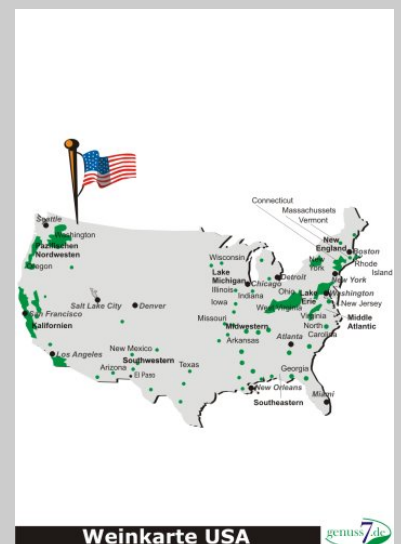 Connecticut
Massachussets
Vermont
Seattle
Washington
Pazifischen
Nordwesten
Oregon
New
England
Boston
Rhode
Island
New
York
New York
Wisconsin
Lake
Michigan
Chicago
Detroit
Illinois
Indiana
Ohio
Lake
Erie
Washington
New Jersey
Iowa
West Virginia
Virginia
Middle
Atlantic
Salt Lake City
Denver
San Francisco
Kalifornien
Missouri
Midwestern
North
Carolina
Arkansas
Atlanta
Los Angeles
New Mexico
Southwestern
Arizona
Texas
El Paso
Georgia
New Orleans
Miami
Southeastern
Weinkarte USA
genuss7.de